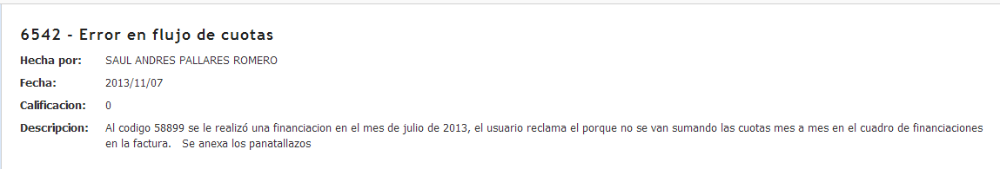 6542 - Error en flujo de cuotas
Hecha por: SAUL ANDRES PALLARES ROMERO
Fecha: 2013/11/07
Calificacion: 0
Descripcion: Al codigo 58899 se le realizó una financiacion en el mes de julio de 2013, el usuario reclama el porque no se van sumando las cuotas mes a mes en el cuadro de financiaciones
en la factura.   Se anexa los panatallazos